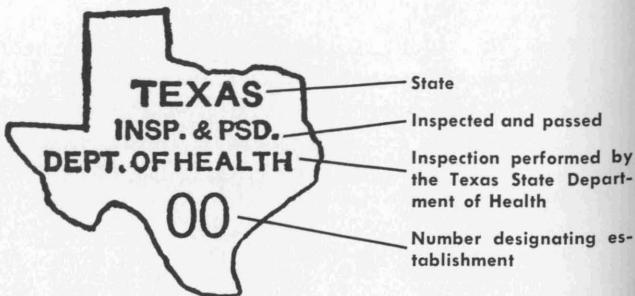 TEXAS
INSP. & PSD.
DEPT. OF HEALTH
00
State
Inspected and passed
Inspection performed by
the Texas State Depart-
ment of Health
Number designating es-
tablishment